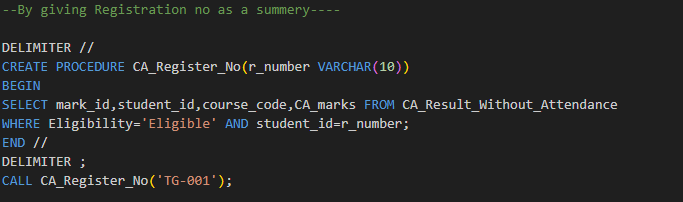 --By giving Registration no as a summery----
DELIMITER //
CREATE PROCEDURE CA_Register_No(r_number VARCHAR(10))
BEGIN
SELECT mark_id,student_id,course_code,CA_marks FROM CA_Result_Without_Attendance
WHERE Eligibility='Eligible' AND student_id=r_number;
END //
DELIMITER ;
CALL CA_Register_No('TG-001');